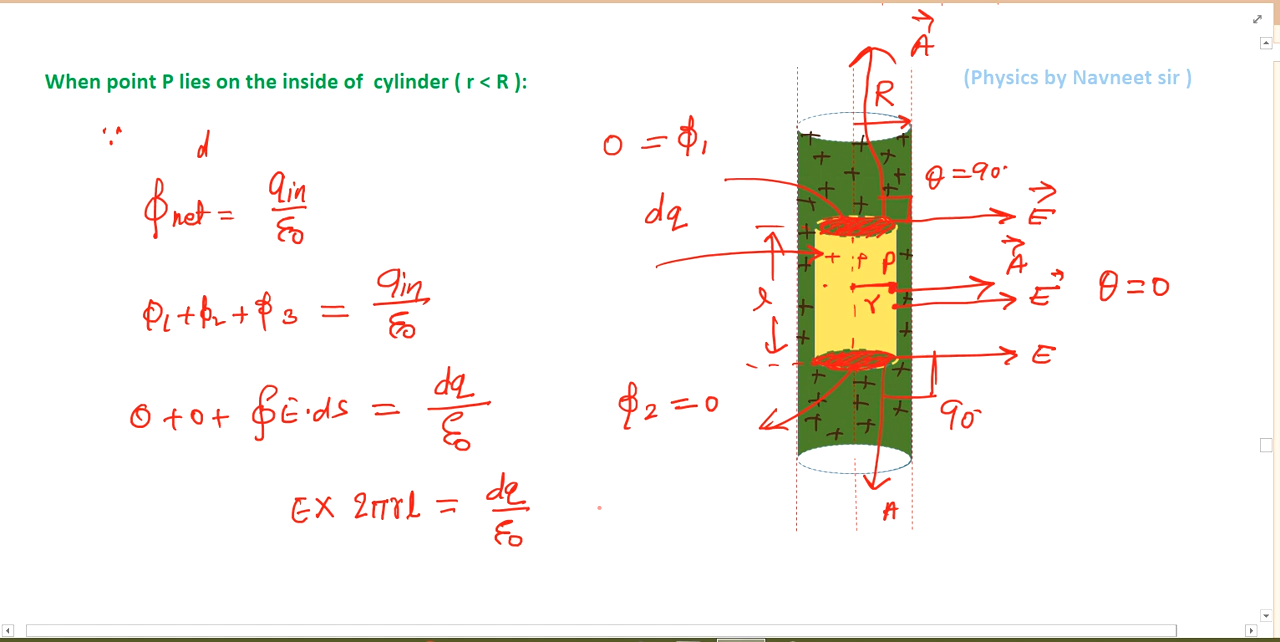 When point P lies on the inside of cylinder ( r < R ):
(Physics by Navneet sir )
∵ d
ϕnet = qin/ε0
ϕ1 + ϕ2 + ϕ3 = qin/ε0
0 + 0 + ∮E·ds = dq/ε0
E× 2πrl = dq/ε0
0 = ϕ1
dq
l
ϕ2 = 0
A⃗
R
θ = 90°
E⃗
A⃗
P
r
E⃗
θ = 0
E
90°
A